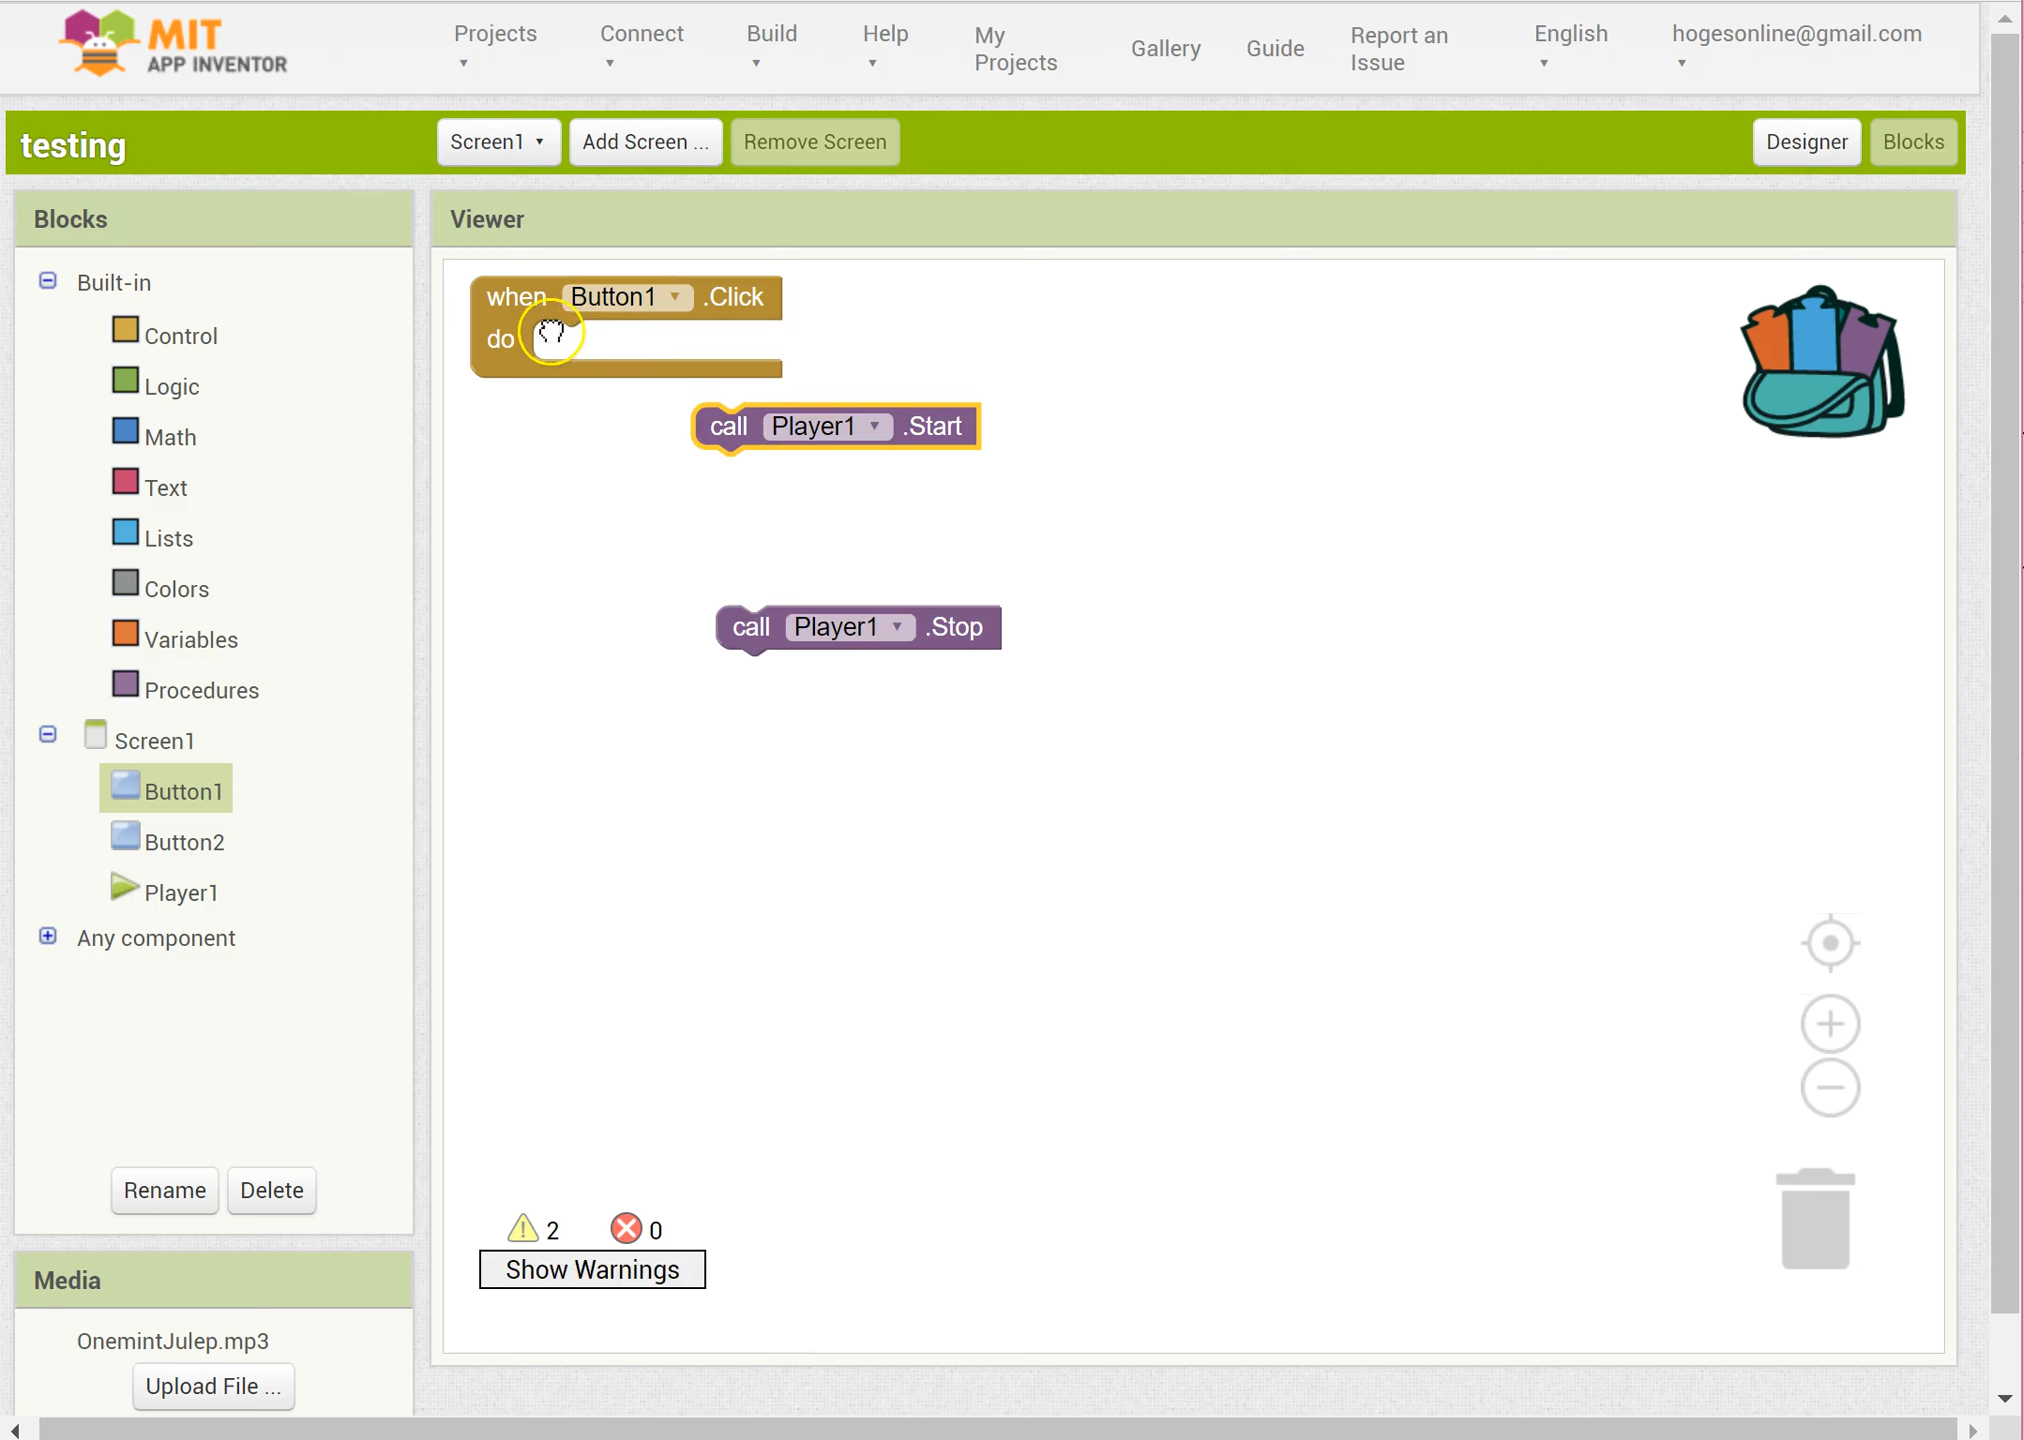 MIT
APP INVENTOR
Projects
Connect
Build
Help
My
Projects
Gallery
Guide
Report an
Issue
English
hogesonline@gmail.com
testing
Screen1
Add Screen ...
Remove Screen
Designer
Blocks
Blocks
Built-in
Control
Logic
Math
Text
Lists
Colors
Variables
Procedures
Screen1
Button1
Button2
Player1
Any component
Rename
Delete
Media
OnemintJulep.mp3
Upload File ...
Viewer
when Button1 .Click
do
call Player1 .Start
call Player1 .Stop
2
0
Show Warnings